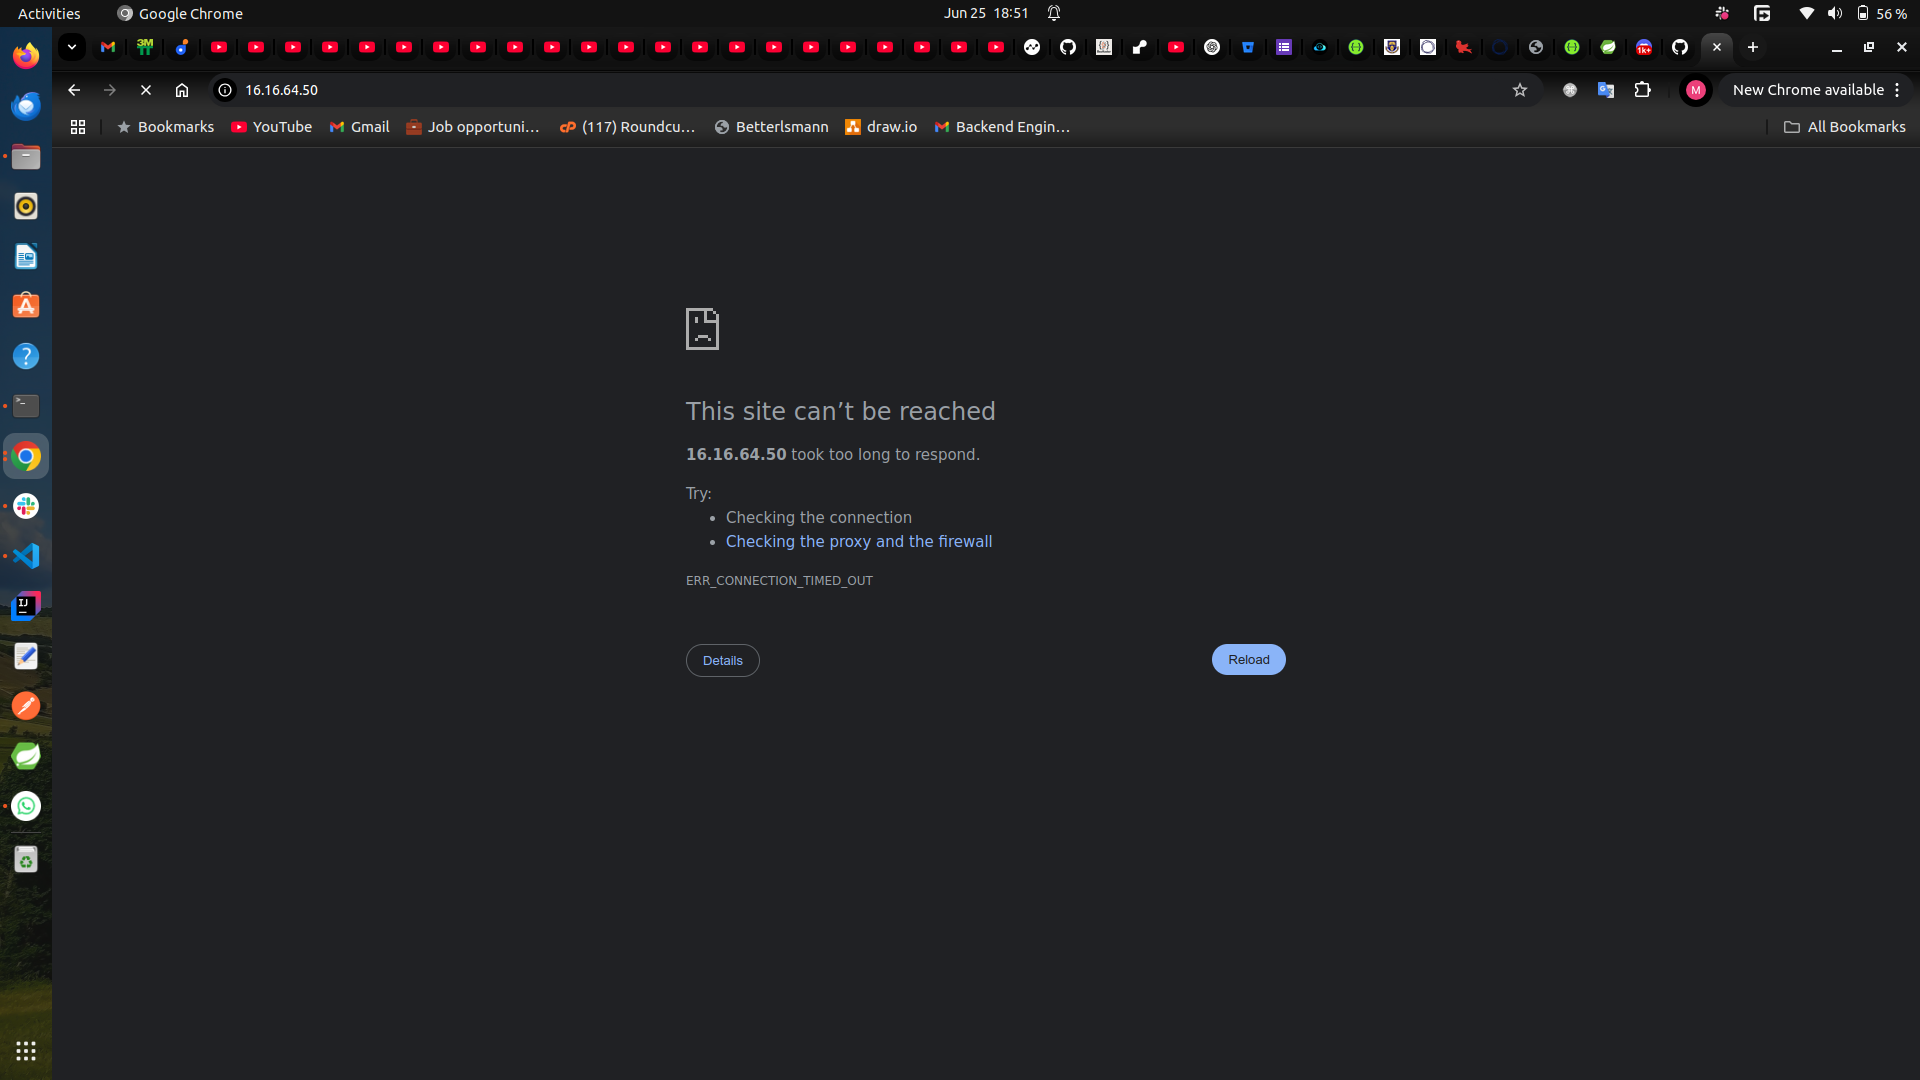 Activities
Google Chrome
Jun 25 18:51
56 %
16.16.64.50
New Chrome available
Bookmarks
YouTube
Gmail
Job opportuni...
(117) Roundcu...
Betterlsmann
draw.io
Backend Engin...
All Bookmarks
This site can’t be reached
16.16.64.50 took too long to respond.
Try:
Checking the connection
Checking the proxy and the firewall
ERR_CONNECTION_TIMED_OUT
Details
Reload